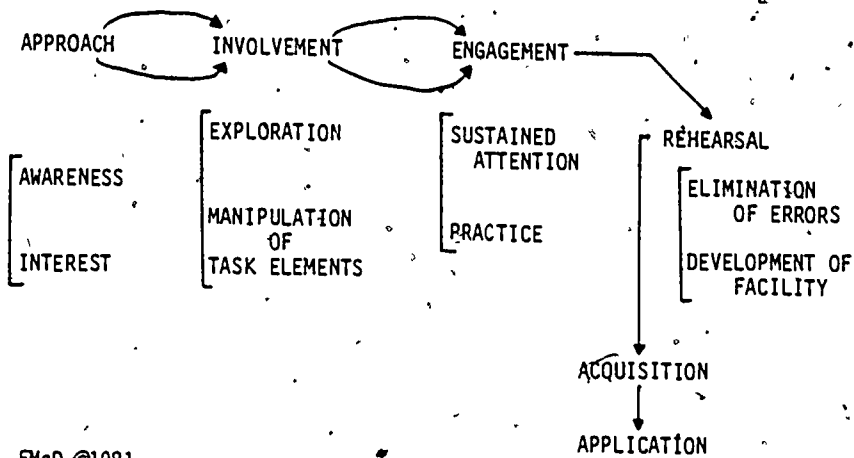 APPROACH INVOLVEMENT ENGAGEMENT
REHEARSAL
AWARENESS
INTEREST
EXPLORATION
MANIPULATION
OF
TASK ELEMENTS
SUSTAINED
ATTENTION
PRACTICE
ELIMINATION
OF ERRORS
DEVELOPMENT OF
FACILITY
ACQUISITION
APPLICATION